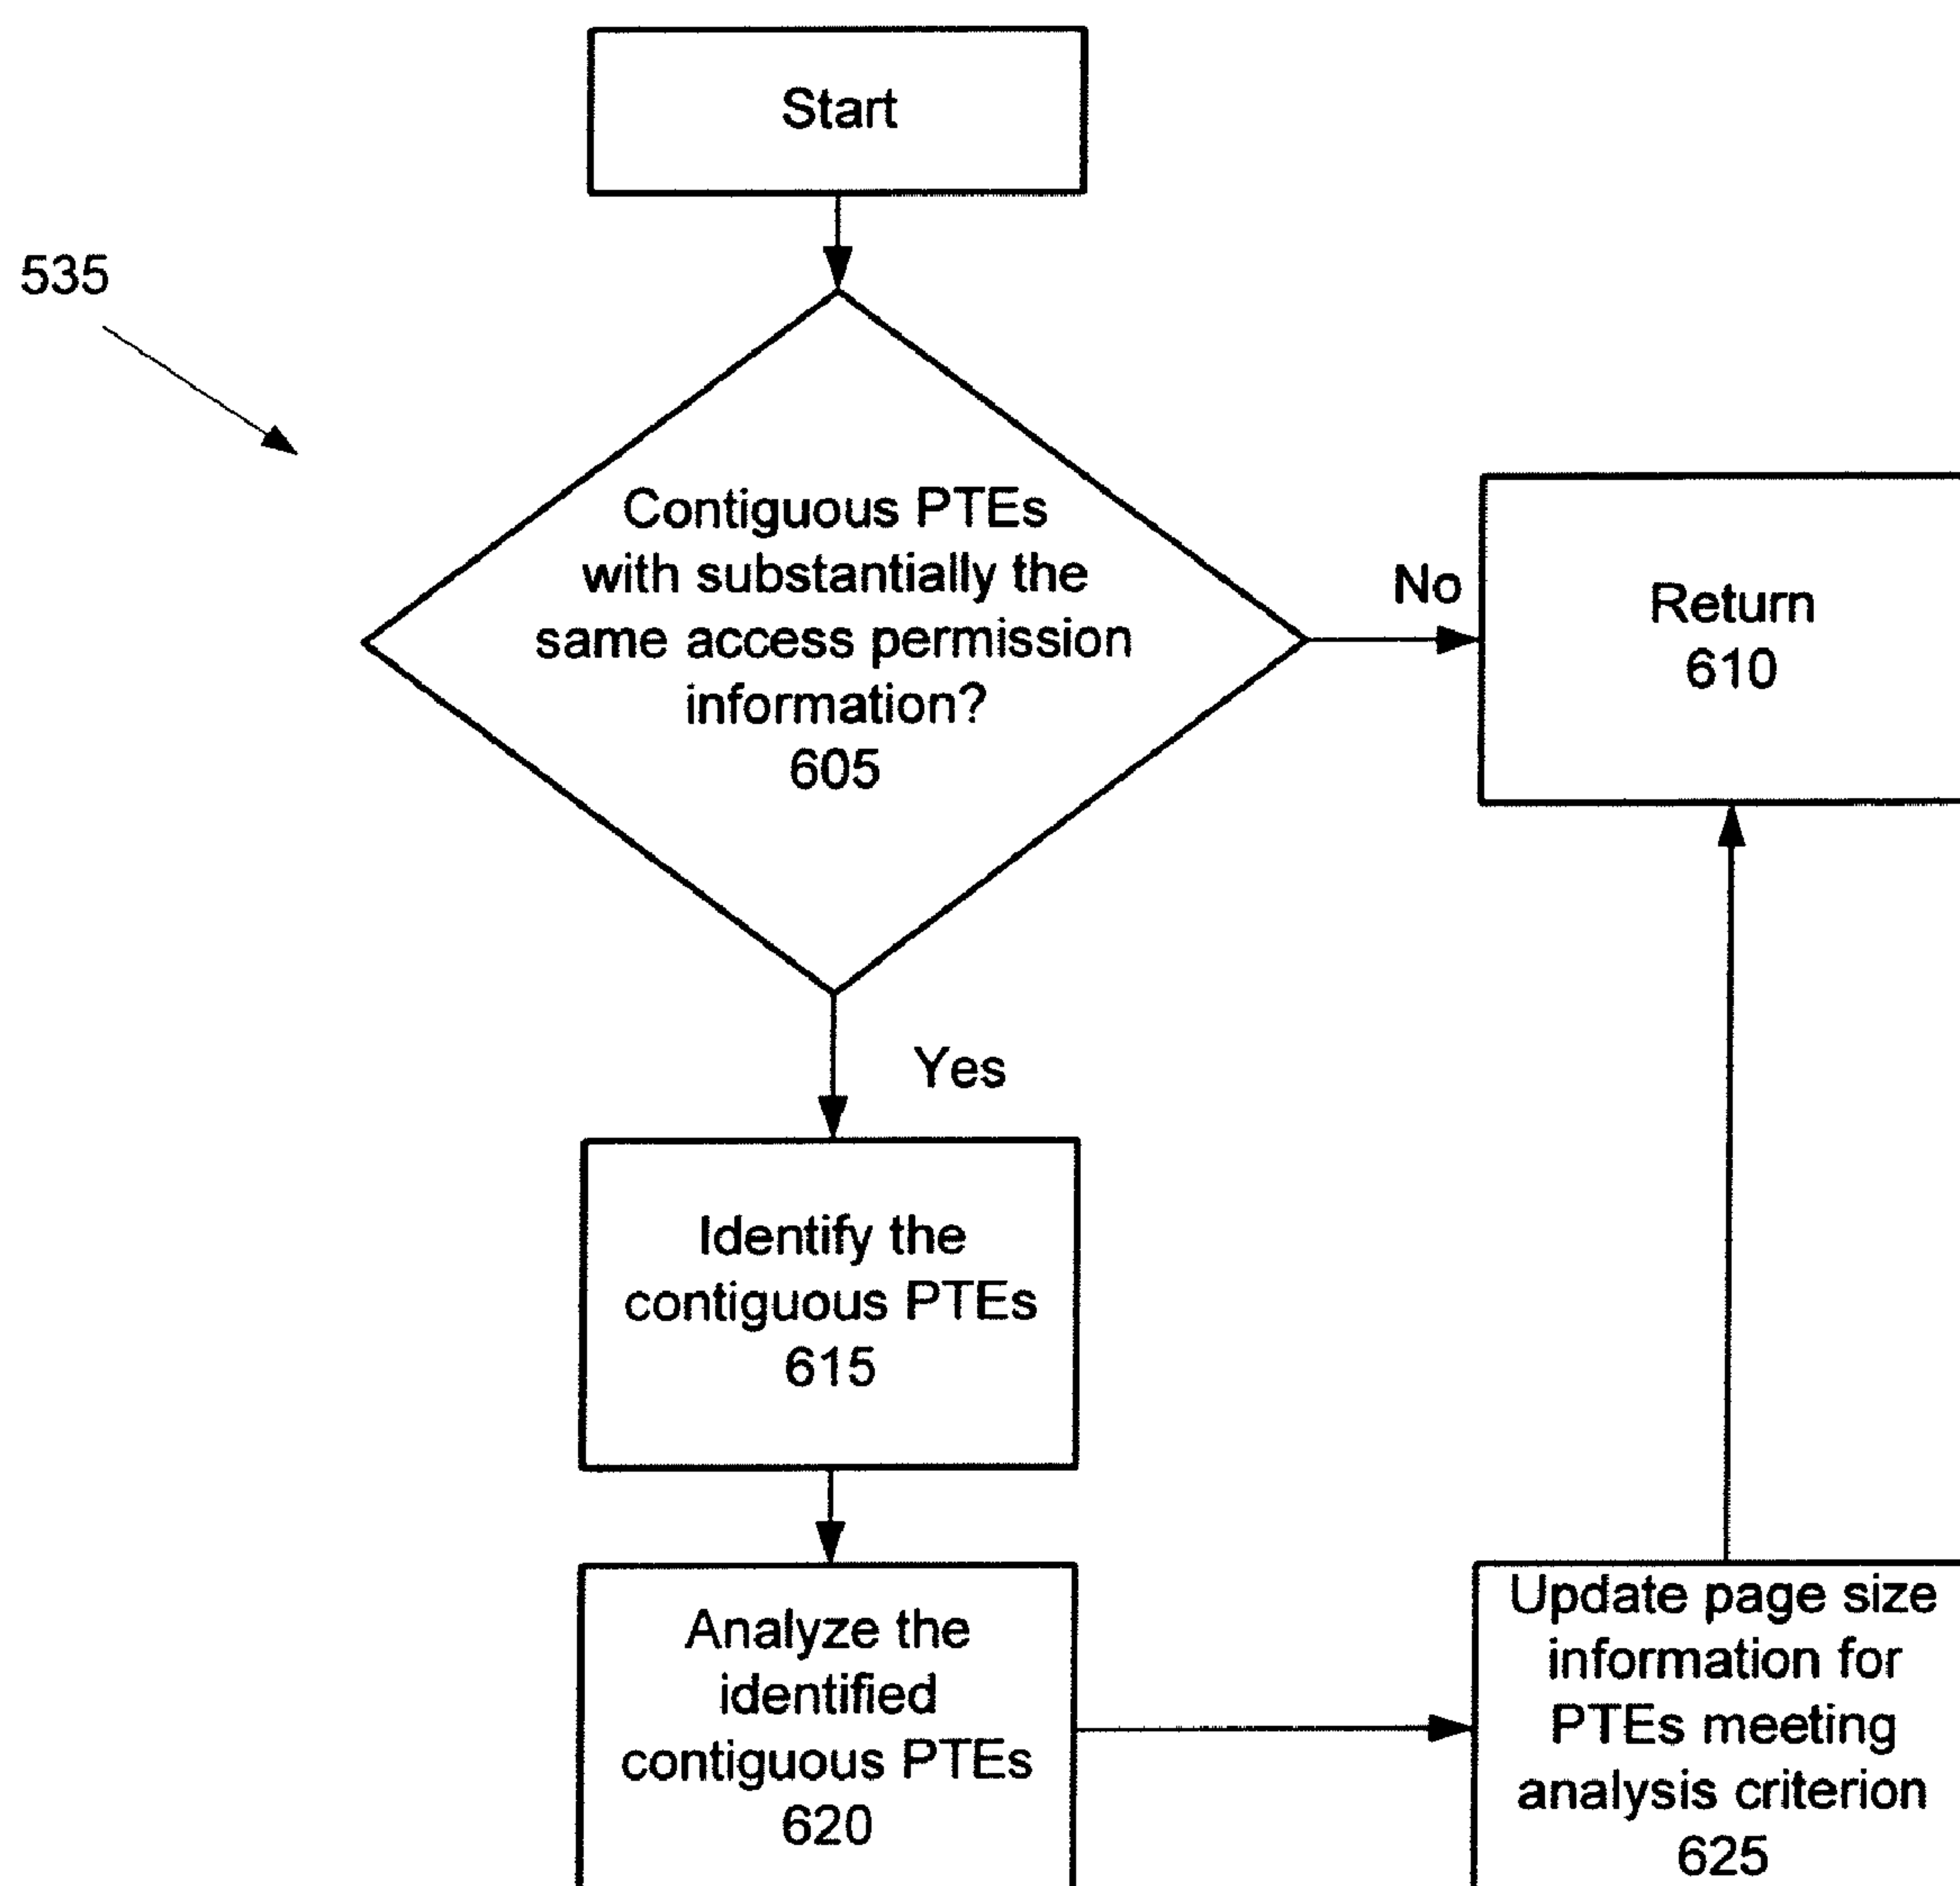 Start
535
Contiguous PTEs
with substantially the
same access permission
information?
605
No
Return
610
Yes
Identify the
contiguous PTEs
615
Analyze the
identified
contiguous PTEs
620
Update page size
information for
PTEs meeting
analysis criterion
625